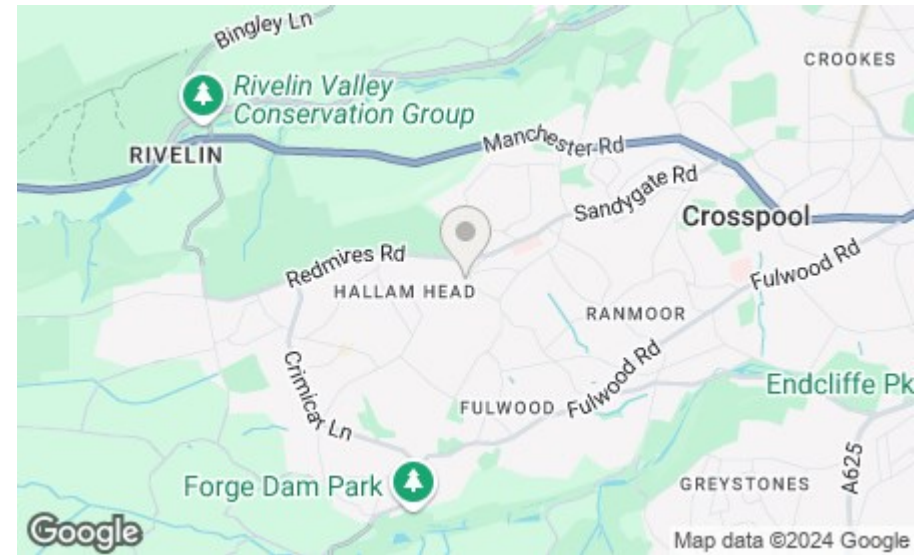 Bingley Ln
CROOKES
Rivelin Valley
Conservation Group
Manchester Rd
RIVELIN
Sandygate Rd
Crosspool
Redmires Rd
Fulwood Rd
HALLAM HEAD
RANMOOR
Crimicar Ln
Fulwood Rd
Endcliffe Pk
FULWOOD
A625
Forge Dam Park
GREYSTONES
Google
Map data ©2024 Google